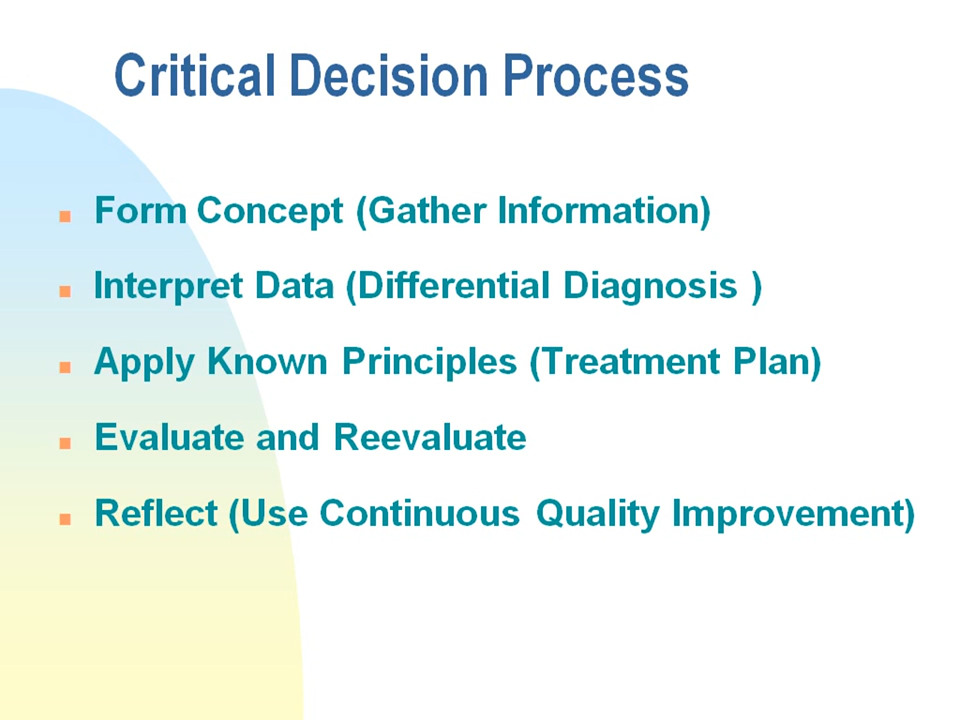 Critical Decision Process
Form Concept (Gather Information)
Interpret Data (Differential Diagnosis )
Apply Known Principles (Treatment Plan)
Evaluate and Reevaluate
Reflect (Use Continuous Quality Improvement)